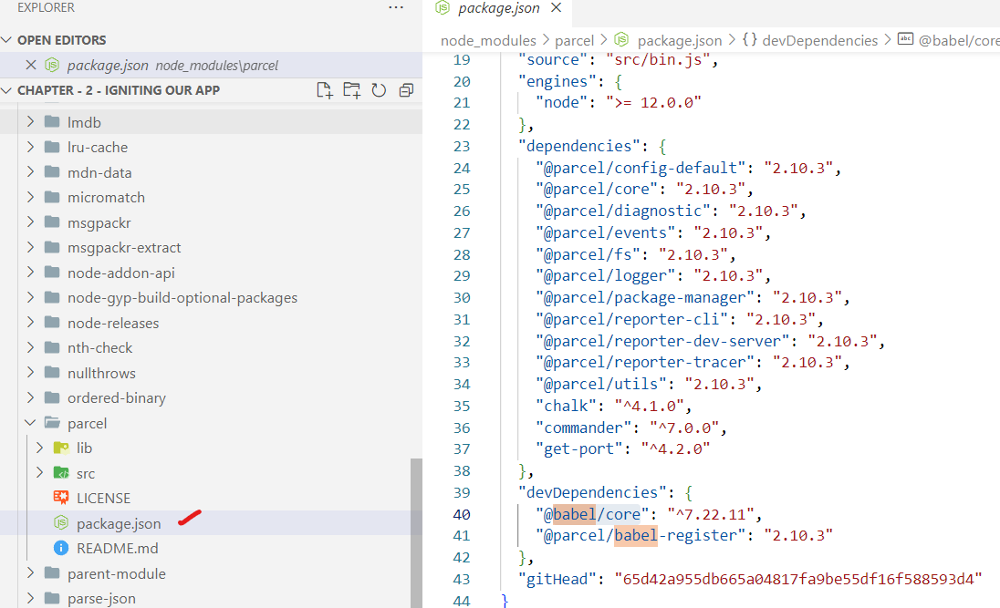 EXPLORER
OPEN EDITORS
package.json node_modules\parcel
CHAPTER - 2 - IGNITING OUR APP
lmdb
lru-cache
mdn-data
micromatch
msgpackr
msgpackr-extract
node-addon-api
node-gyp-build-optional-packages
node-releases
nth-check
nullthrows
ordered-binary
parcel
lib
src
LICENSE
package.json
README.md
parent-module
parse-json
package.json
node_modules > parcel > package.json > {} devDependencies > abc @babel/core
19 "source": "src/bin.js",
20 "engines": {
21 "node": ">= 12.0.0"
22 },
23 "dependencies": {
24 "@parcel/config-default": "2.10.3",
25 "@parcel/core": "2.10.3",
26 "@parcel/diagnostic": "2.10.3",
27 "@parcel/events": "2.10.3",
28 "@parcel/fs": "2.10.3",
29 "@parcel/logger": "2.10.3",
30 "@parcel/package-manager": "2.10.3",
31 "@parcel/reporter-cli": "2.10.3",
32 "@parcel/reporter-dev-server": "2.10.3",
33 "@parcel/reporter-tracer": "2.10.3",
34 "@parcel/utils": "2.10.3",
35 "chalk": "^4.1.0",
36 "commander": "^7.0.0",
37 "get-port": "^4.2.0"
38 },
39 "devDependencies": {
40 "@babel/core": "^7.22.11",
41 "@parcel/babel-register": "2.10.3"
42 },
43 "gitHead": "65d42a955db665a04817fa9be55df16f588593d4"
44 }